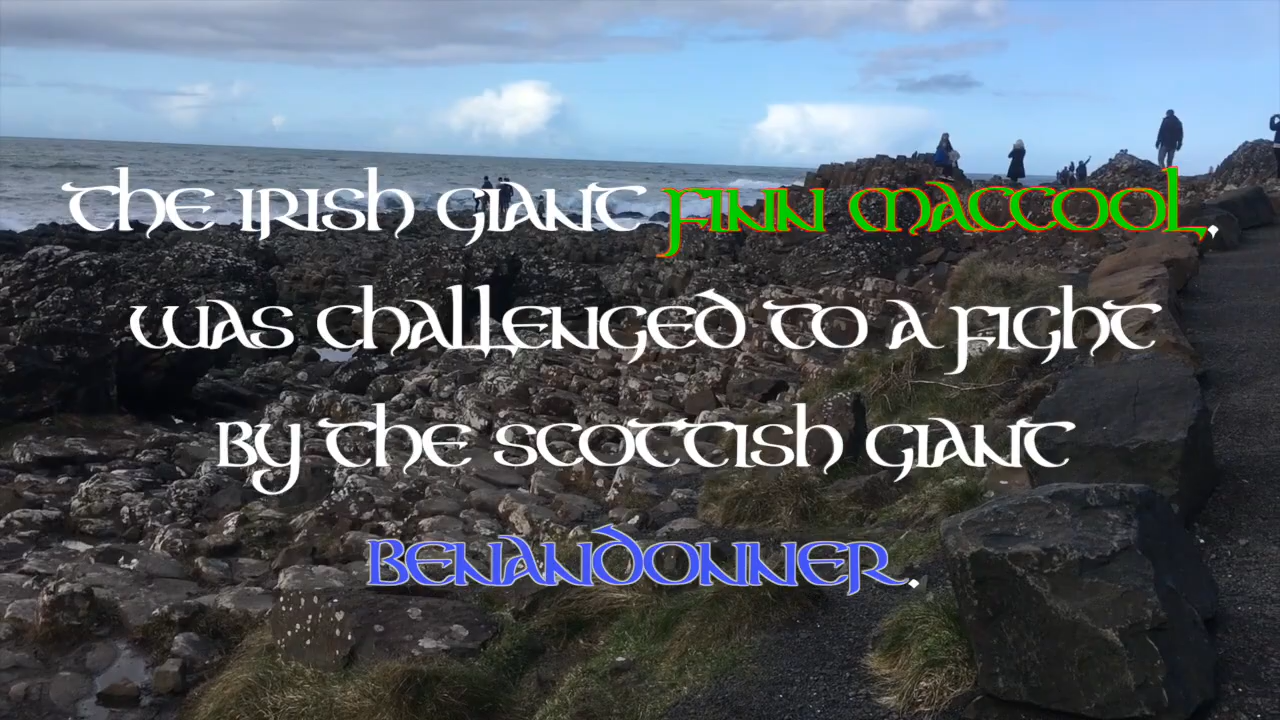 The Irish Giant Finn MacCool,
was challenged to a fight
by the Scottish Giant
Benandonner.